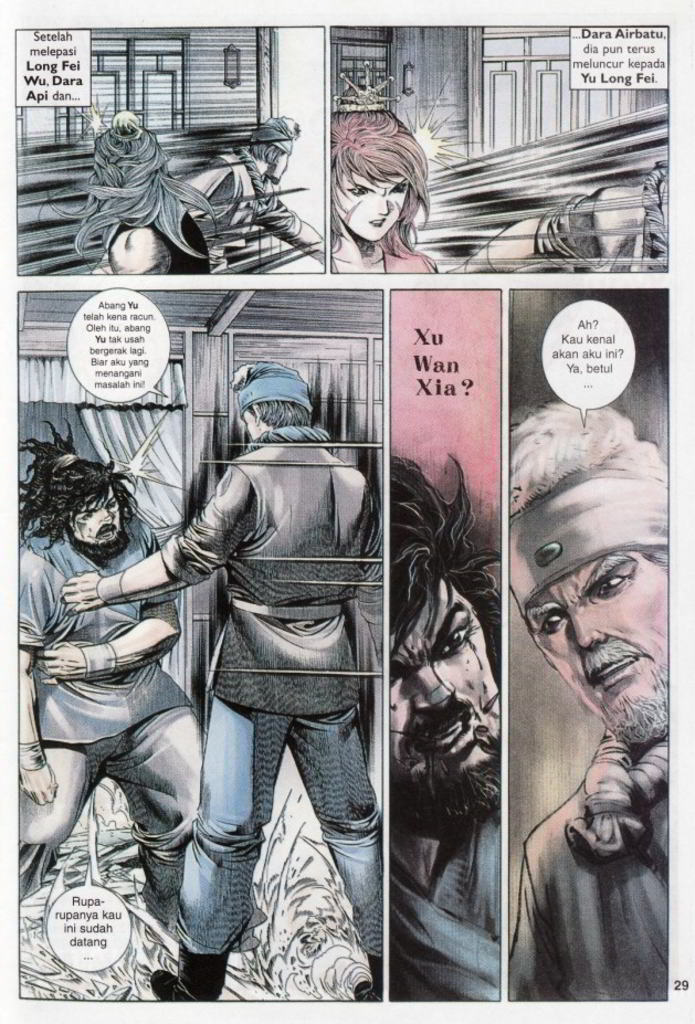 Setelah
melepasi
Long Fei
Wu, Dara
Api dan...
...Dara Airbatu,
dia pun terus
meluncur kepada
Yu Long Fei.
Abang Yu
telah kena racun.
Oleh itu, abang
Yu tak usah
bergerak lagi.
Biar aku yang
menangani
masalah ini!
Rupa-
rupanya kau
ini sudah
datang
...
Xu
Wan
Xia?
Ah?
Kau kenal
akan aku ini?
Ya, betul
...
29